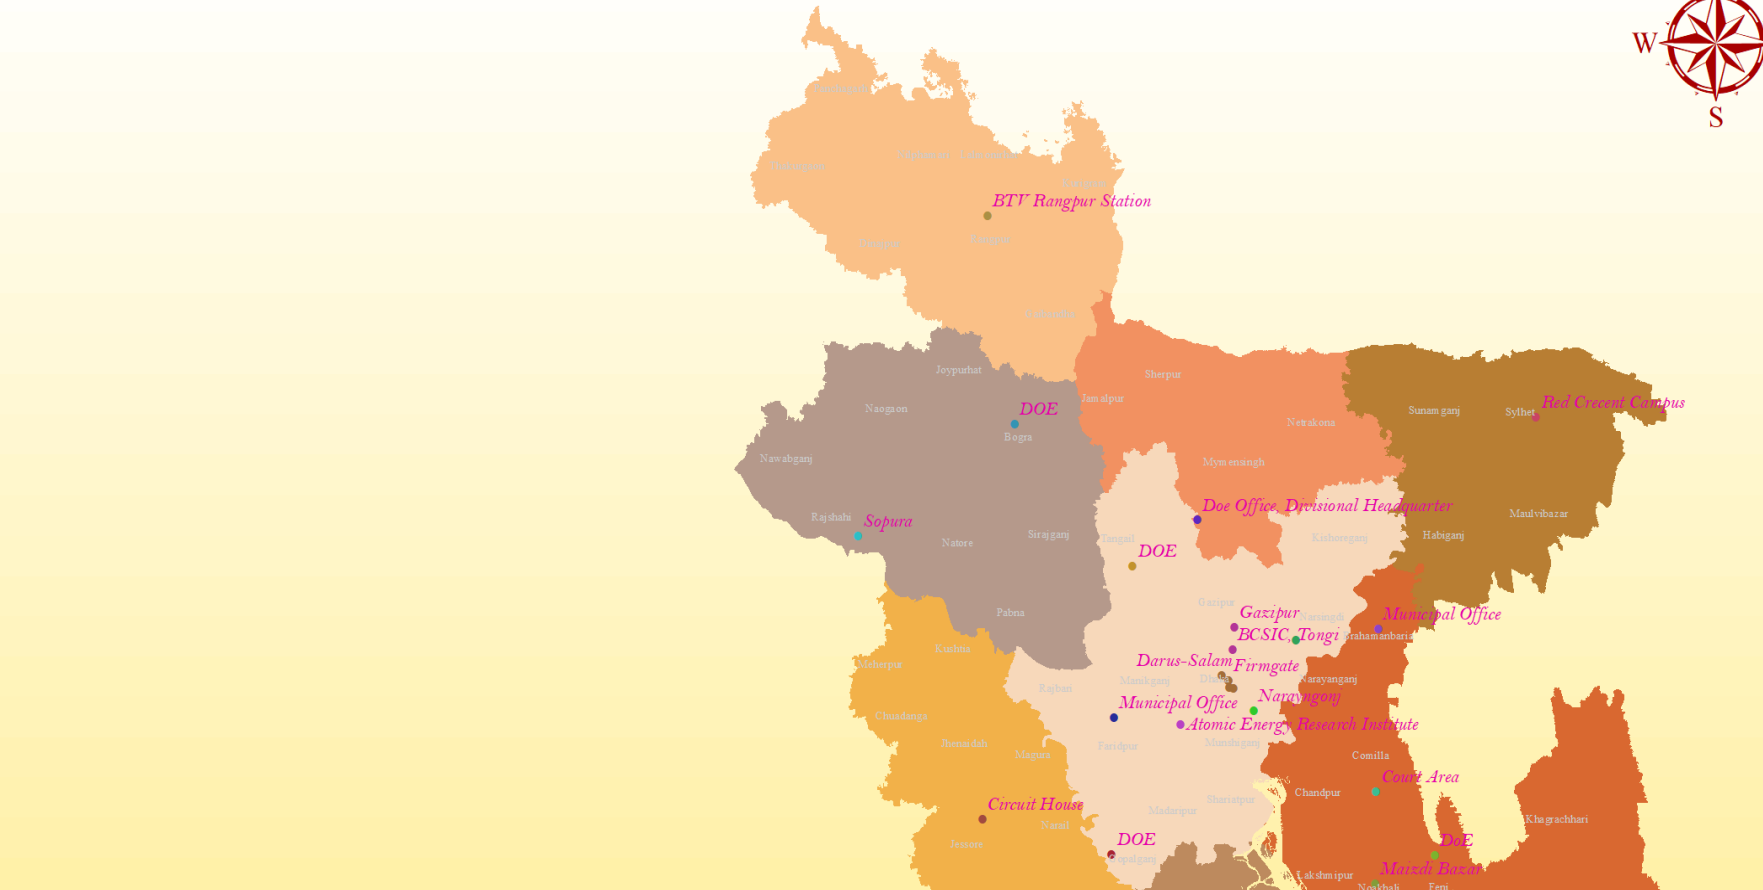 W
S
BTV Rangpur Station
Joypurhat
Sherpur
Jamalpur
Naogaon
DOE
Bogra
Netrakona
Sunamganj
Sylhet
Red Crecent Campus
Nawabganj
Mymensingh
Doe Office, Divisional Headquarter
Rajshahi
Sopura
Maulvibazar
Natore
Sirajganj
Tangail
DOE
Kishoreganj
Habiganj
Pabna
Gazipur
Gazipur
Narsingdi
Municipal Office
BCSIC, Tongi
Brahamanbaria
Kushtia
Meherpur
Darus-Salam
Firmgate
Manikganj
Dhaka
Narayanganj
Rajbari
Municipal Office
Narayngonj
Chuadanga
Atomic Energy Research Institute
Jhenaidah
Magura
Faridpur
Munshiganj
Comilla
Court Area
Chandpur
Circuit House
Shariatpur
Madaripur
Narail
Khagrachhari
Jessore
DOE
Gopalganj
DoE
Maizdi Bazar
Lakshmipur
Noakhali
Feni